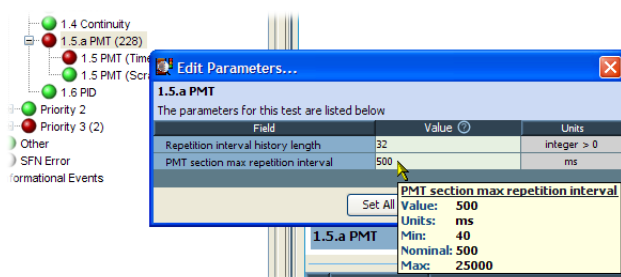 1.4 Continuity
1.5.a PMT (228)
1.5 PMT (Time
1.5 PMT (Scra
1.6 PID
Priority 2
Priority 3 (2)
Other
SFN Error
formational Events
Edit Parameters...
1.5.a PMT
The parameters for this test are listed below
Field Value ? Units
Repetition interval history length 32 integer > 0
PMT section max repetition interval 500 ms
Set All
PMT section max repetition interval
Value: 500
Units: ms
Min: 40
Nominal: 500
Max: 25000
1.5.a PMT